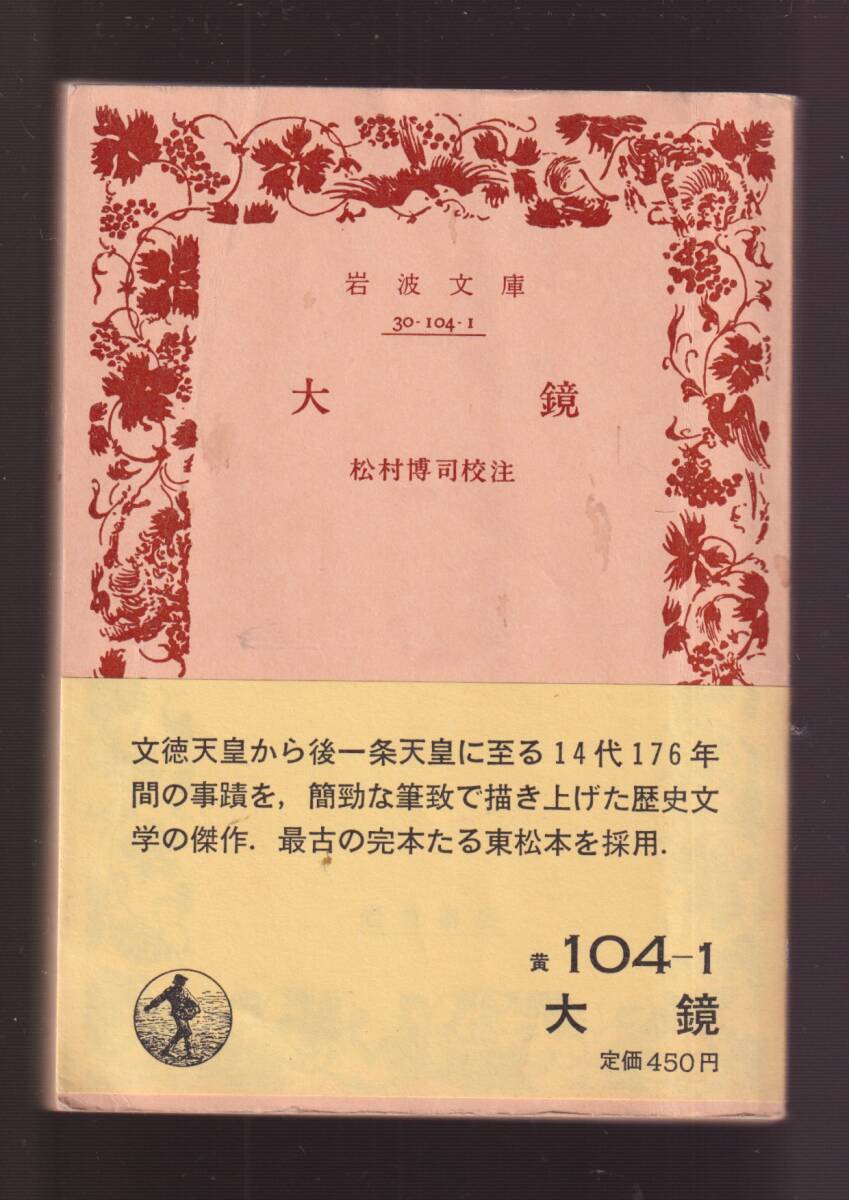 岩波文庫
30-104-1
大鏡
松村博司校注
文徳天皇から後一条天皇に至る14代176年
間の事蹟を，簡勁な筆致で描き上げた歴史文
学の傑作．最古の完本たる東松本を採用．
黄 104-1
大鏡
定価450円